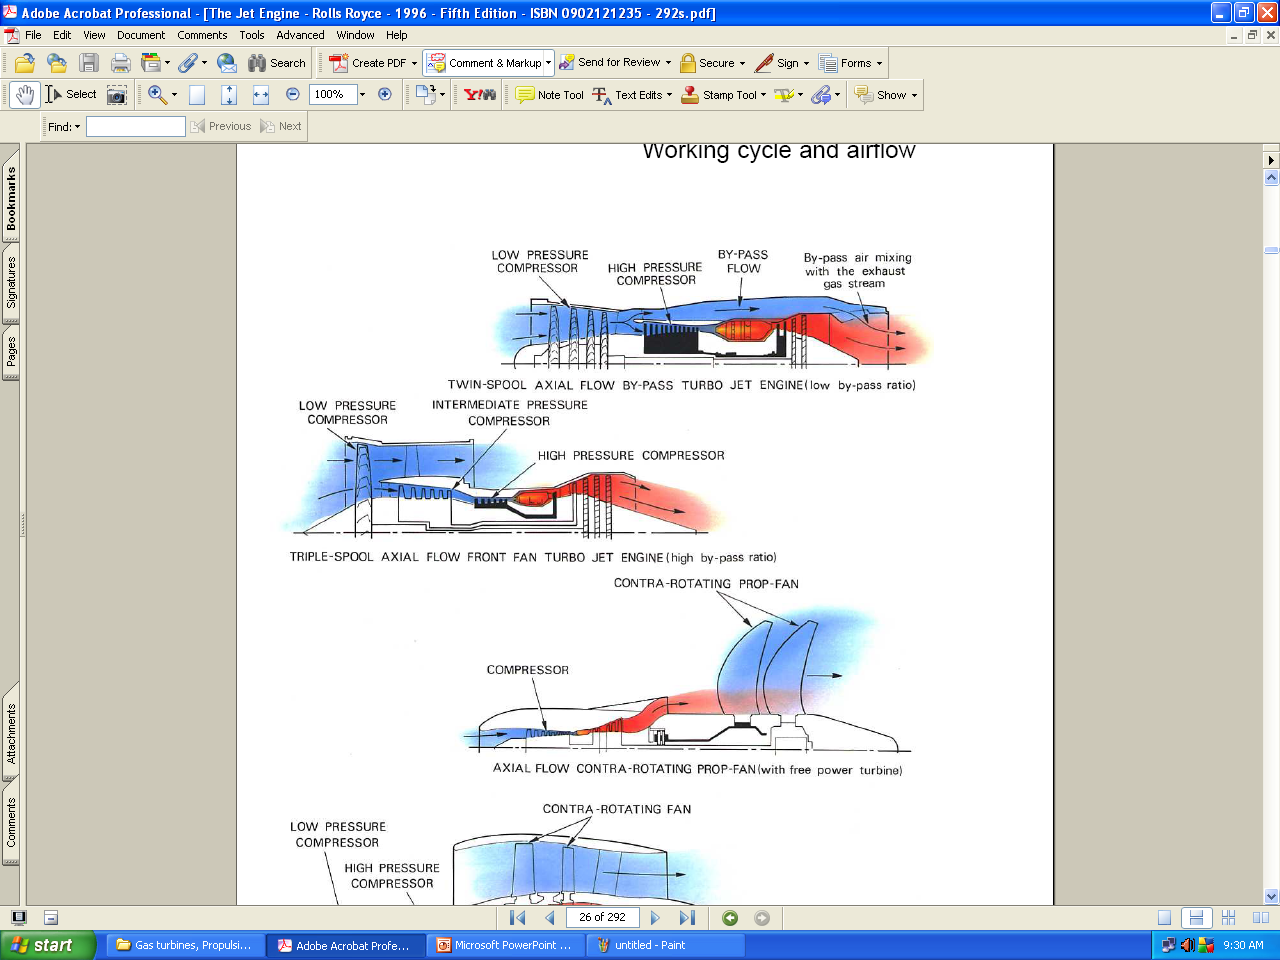 Adobe Acrobat Professional - [The Jet Engine - Rolls Royce - 1996 - Fifth Edition - ISBN 0902121235 - 292s.pdf]
File Edit View Document Comments Tools Advanced Window Help
Search Create PDF Comment & Markup Send for Review Secure Sign Forms
Select 100% Y! Note Tool Text Edits Stamp Tool Show
Find: Previous Next
Bookmarks
Signatures
Pages
Attachments
Comments
Working cycle and airflow
LOW PRESSURE
COMPRESSOR
HIGH PRESSURE
COMPRESSOR
BY-PASS
FLOW
By-pass air mixing
with the exhaust
gas stream
TWIN-SPOOL AXIAL FLOW BY-PASS TURBO JET ENGINE (low by-pass ratio)
LOW PRESSURE
COMPRESSOR
INTERMEDIATE PRESSURE
COMPRESSOR
HIGH PRESSURE COMPRESSOR
TRIPLE-SPOOL AXIAL FLOW FRONT FAN TURBO JET ENGINE (high by-pass ratio)
CONTRA-ROTATING PROP-FAN
COMPRESSOR
AXIAL FLOW CONTRA-ROTATING PROP-FAN (with free power turbine)
CONTRA-ROTATING FAN
LOW PRESSURE
COMPRESSOR
HIGH PRESSURE
COMPRESSOR
26 of 292
start Gas turbines, Propulsi... Adobe Acrobat Profe... Microsoft PowerPoint ... untitled - Paint 9:30 AM